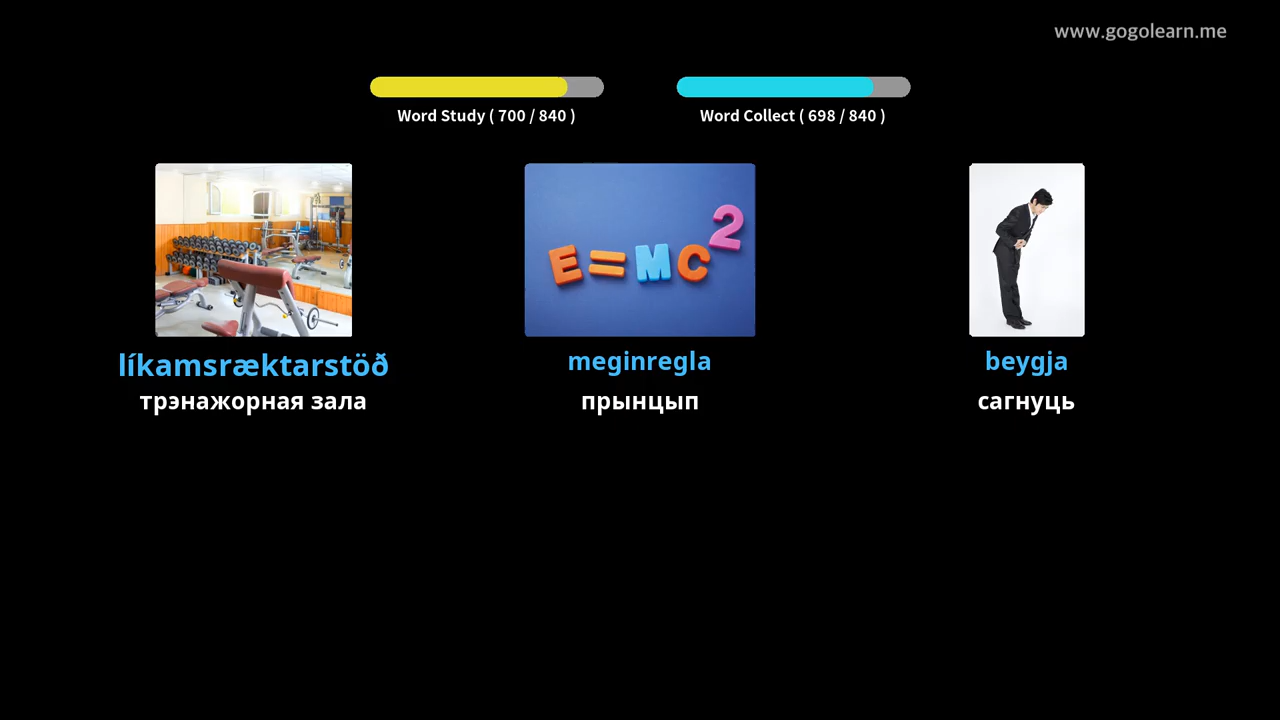 www.gogolearn.me
Word Study ( 700 / 840 )
Word Collect ( 698 / 840 )
E=MC2
líkamsræktarstöð
meginregla
beygja
трэнажорная зала
прынцып
сагнуць